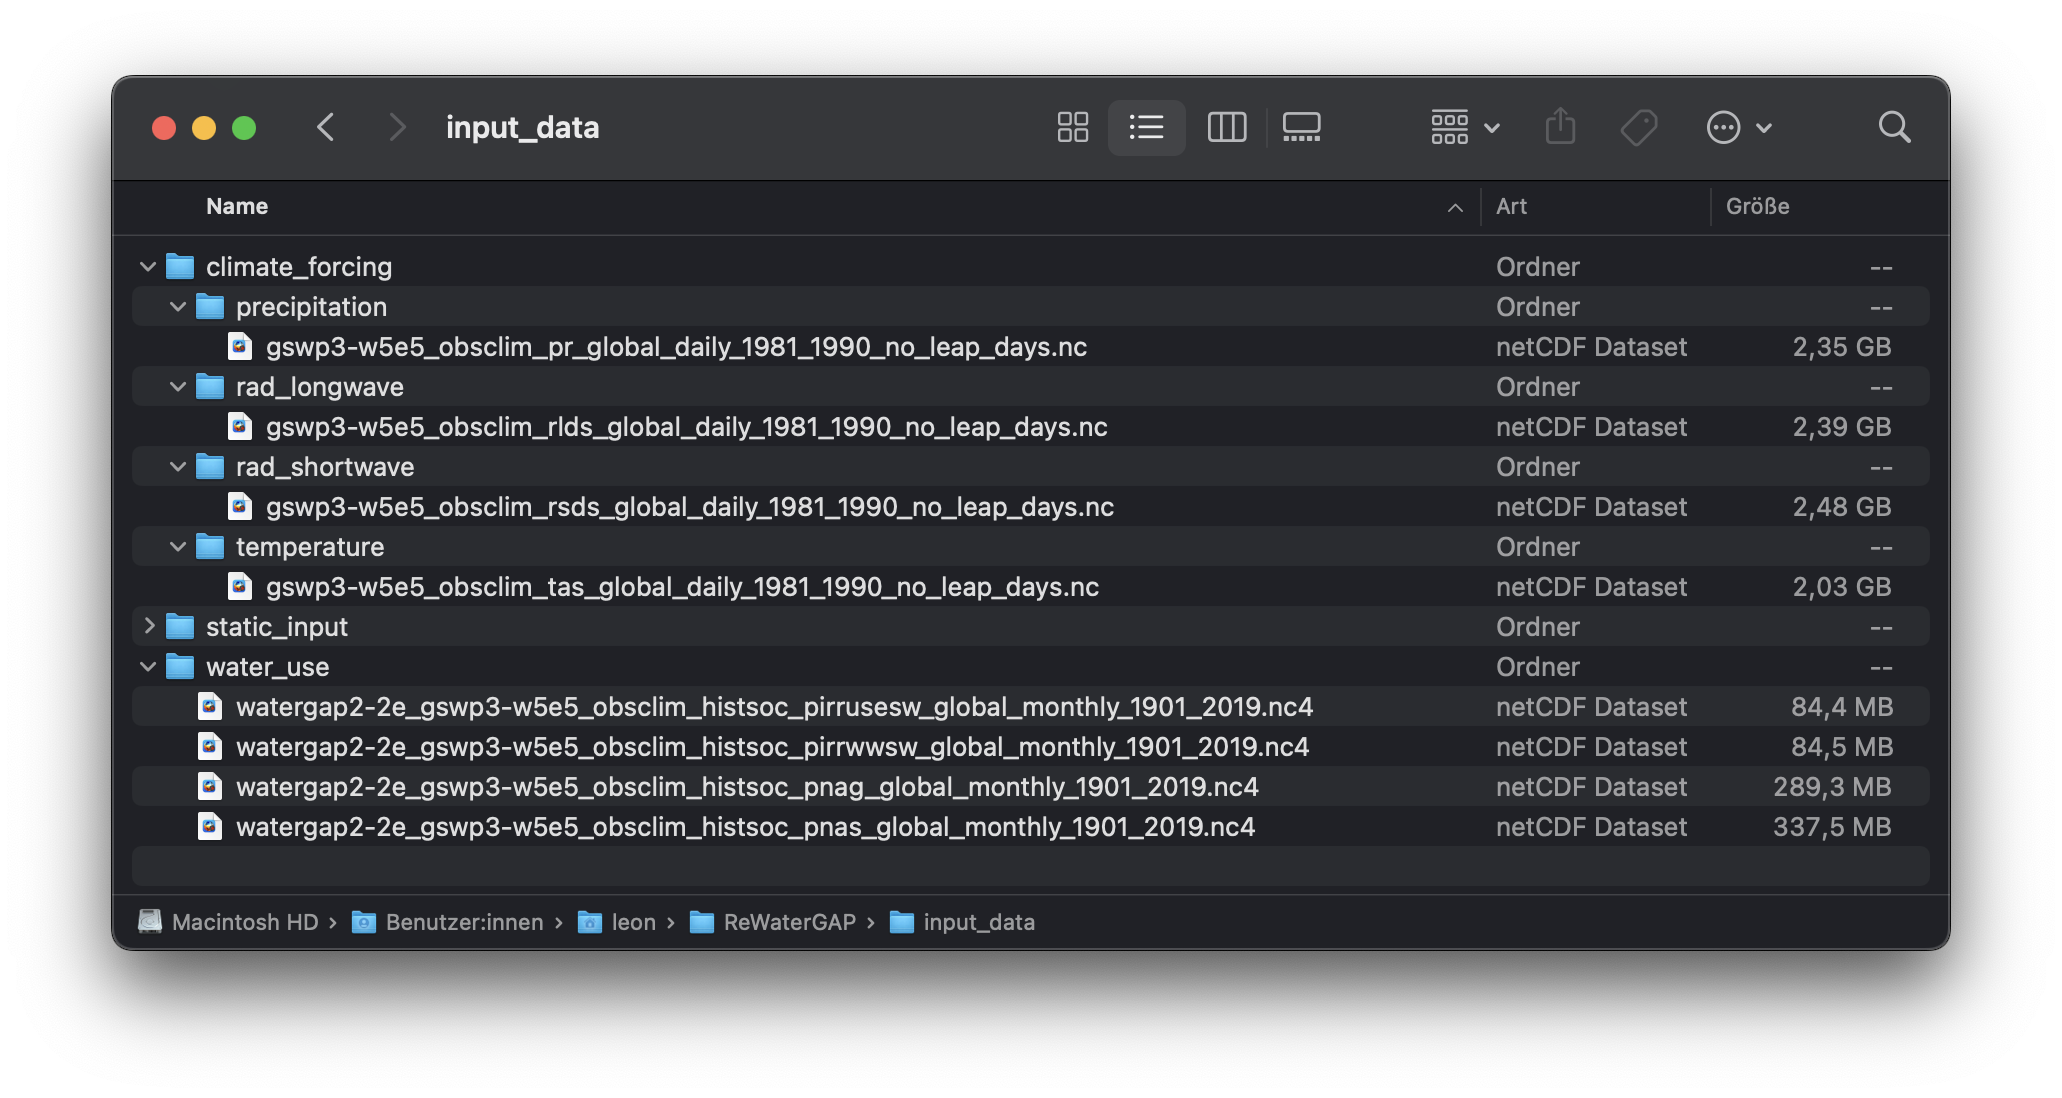 input_data
Name Art Größe
climate_forcing Ordner --
precipitation Ordner --
gswp3-w5e5_obsclim_pr_global_daily_1981_1990_no_leap_days.nc netCDF Dataset 2,35 GB
rad_longwave Ordner --
gswp3-w5e5_obsclim_rlds_global_daily_1981_1990_no_leap_days.nc netCDF Dataset 2,39 GB
rad_shortwave Ordner --
gswp3-w5e5_obsclim_rsds_global_daily_1981_1990_no_leap_days.nc netCDF Dataset 2,48 GB
temperature Ordner --
gswp3-w5e5_obsclim_tas_global_daily_1981_1990_no_leap_days.nc netCDF Dataset 2,03 GB
static_input Ordner --
water_use Ordner --
watergap2-2e_gswp3-w5e5_obsclim_histsoc_pirrusesw_global_monthly_1901_2019.nc4 netCDF Dataset 84,4 MB
watergap2-2e_gswp3-w5e5_obsclim_histsoc_pirrwwsw_global_monthly_1901_2019.nc4 netCDF Dataset 84,5 MB
watergap2-2e_gswp3-w5e5_obsclim_histsoc_pnag_global_monthly_1901_2019.nc4 netCDF Dataset 289,3 MB
watergap2-2e_gswp3-w5e5_obsclim_histsoc_pnas_global_monthly_1901_2019.nc4 netCDF Dataset 337,5 MB
Macintosh HD › Benutzer:innen › leon › ReWaterGAP › input_data